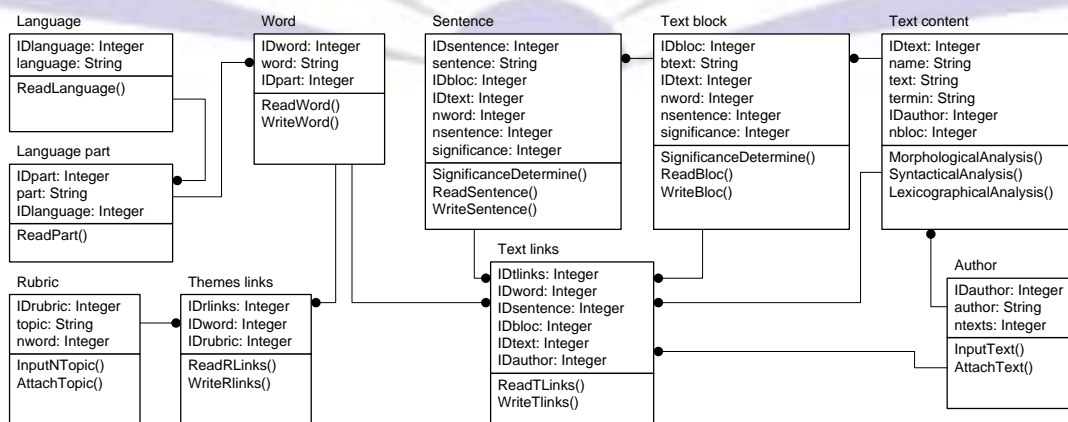 Language
IDlanguage: Integer
language: String
ReadLanguage()
Word
IDword: Integer
word: String
IDpart: Integer
ReadWord()
WriteWord()
Sentence
IDsentence: Integer
sentence: String
IDbloc: Integer
IDtext: Integer
nword: Integer
nsentence: Integer
significance: Integer
SignificanceDetermine()
ReadSentence()
WriteSentence()
Text block
IDbloc: Integer
btext: String
IDtext: Integer
nword: Integer
nsentence: Integer
significance: Integer
SignificanceDetermine()
ReadBloc()
WriteBloc()
Text content
IDtext: Integer
name: String
text: String
termin: String
IDauthor: Integer
nbloc: Integer
MorphologicalAnalysis()
SyntacticalAnalysis()
LexicographicalAnalysis()
Language part
IDpart: Integer
part: String
IDlanguage: Integer
ReadPart()
Rubric
IDrubric: Integer
topic: String
nword: Integer
InputNTopic()
AttachTopic()
Themes links
IDrlinks: Integer
IDword: Integer
IDrubric: Integer
ReadRLinks()
WriteRlinks()
Text links
IDtlinks: Integer
IDword: Integer
IDsentence: Integer
IDbloc: Integer
IDtext: Integer
IDauthor: Integer
ReadTLinks()
WriteTlinks()
Author
IDauthor: Integer
author: String
ntexts: Integer
InputText()
AttachText()